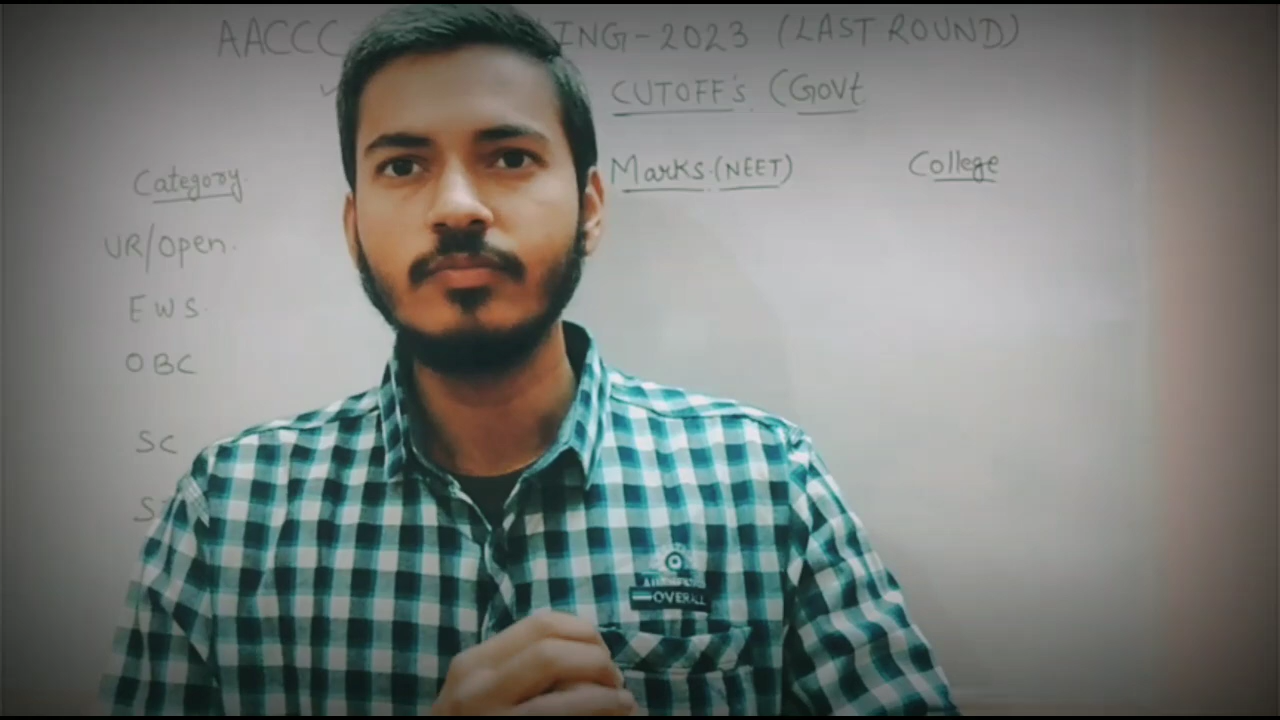 AACCC ING-2023 (LAST ROUND)
CUTOFF's (Govt
Category. Marks.(NEET) College
UR/Open.
EWS.
OBC
SC
OVERALL